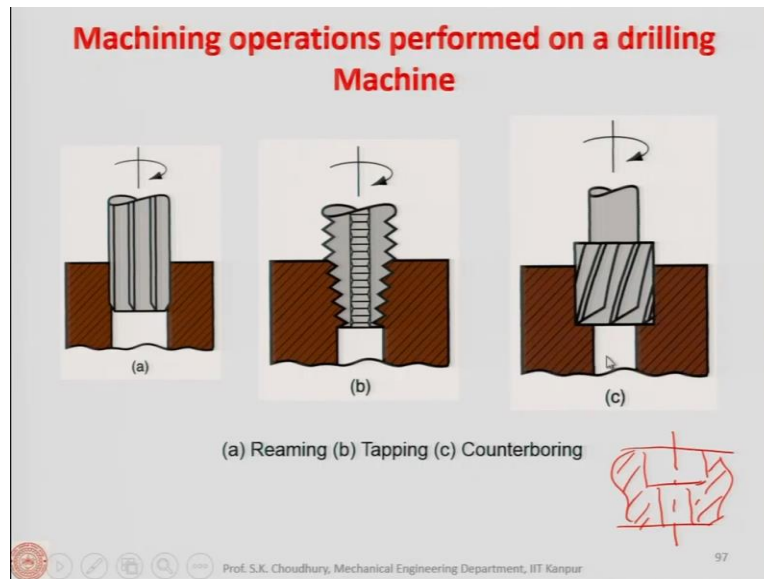 Machining operations performed on a drilling
Machine
(a)
(b)
(c)
(a) Reaming (b) Tapping (c) Counterboring
Prof. S.K. Choudhury, Mechanical Engineering Department, IIT Kanpur
97